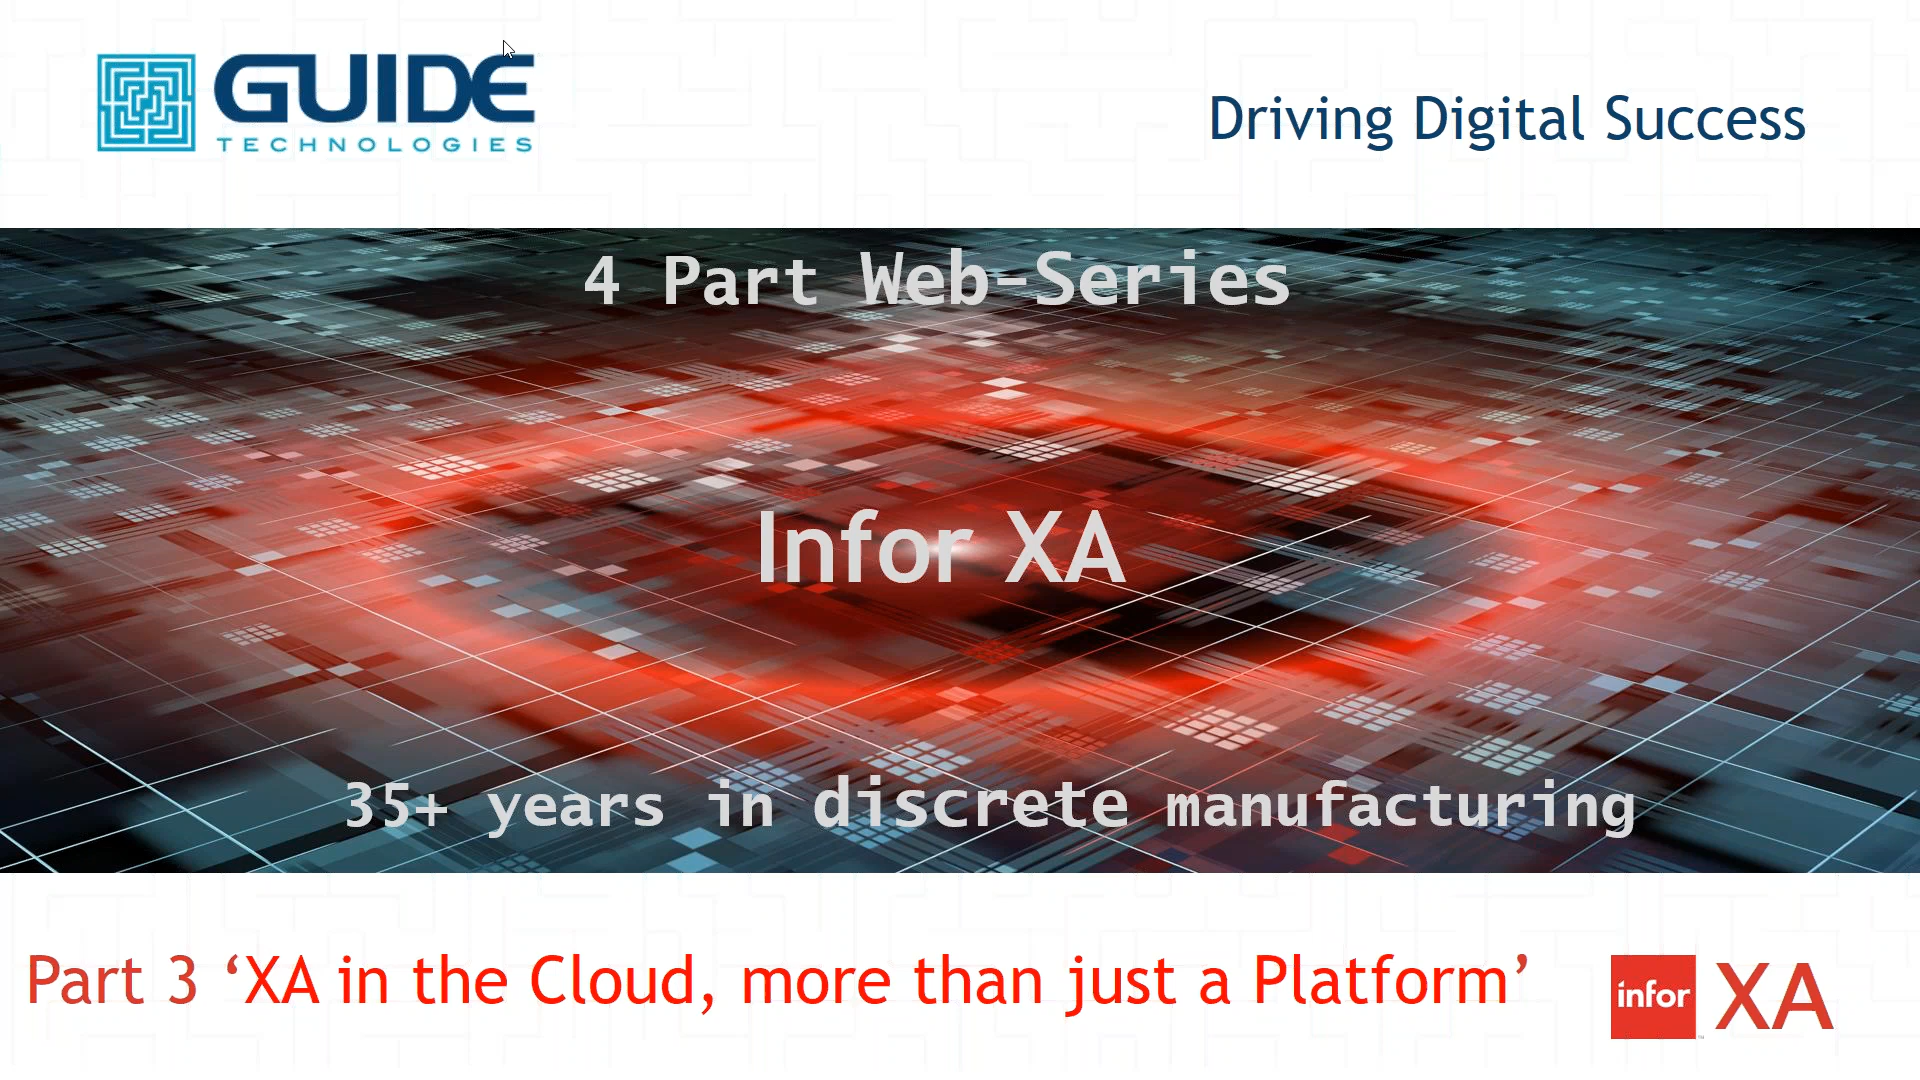 GUIDE
TECHNOLOGIES
Driving Digital Success
4 Part Web-Series
Infor XA
35+ years in discrete manufacturing
Part 3 ‘XA in the Cloud, more than just a Platform’
infor XA